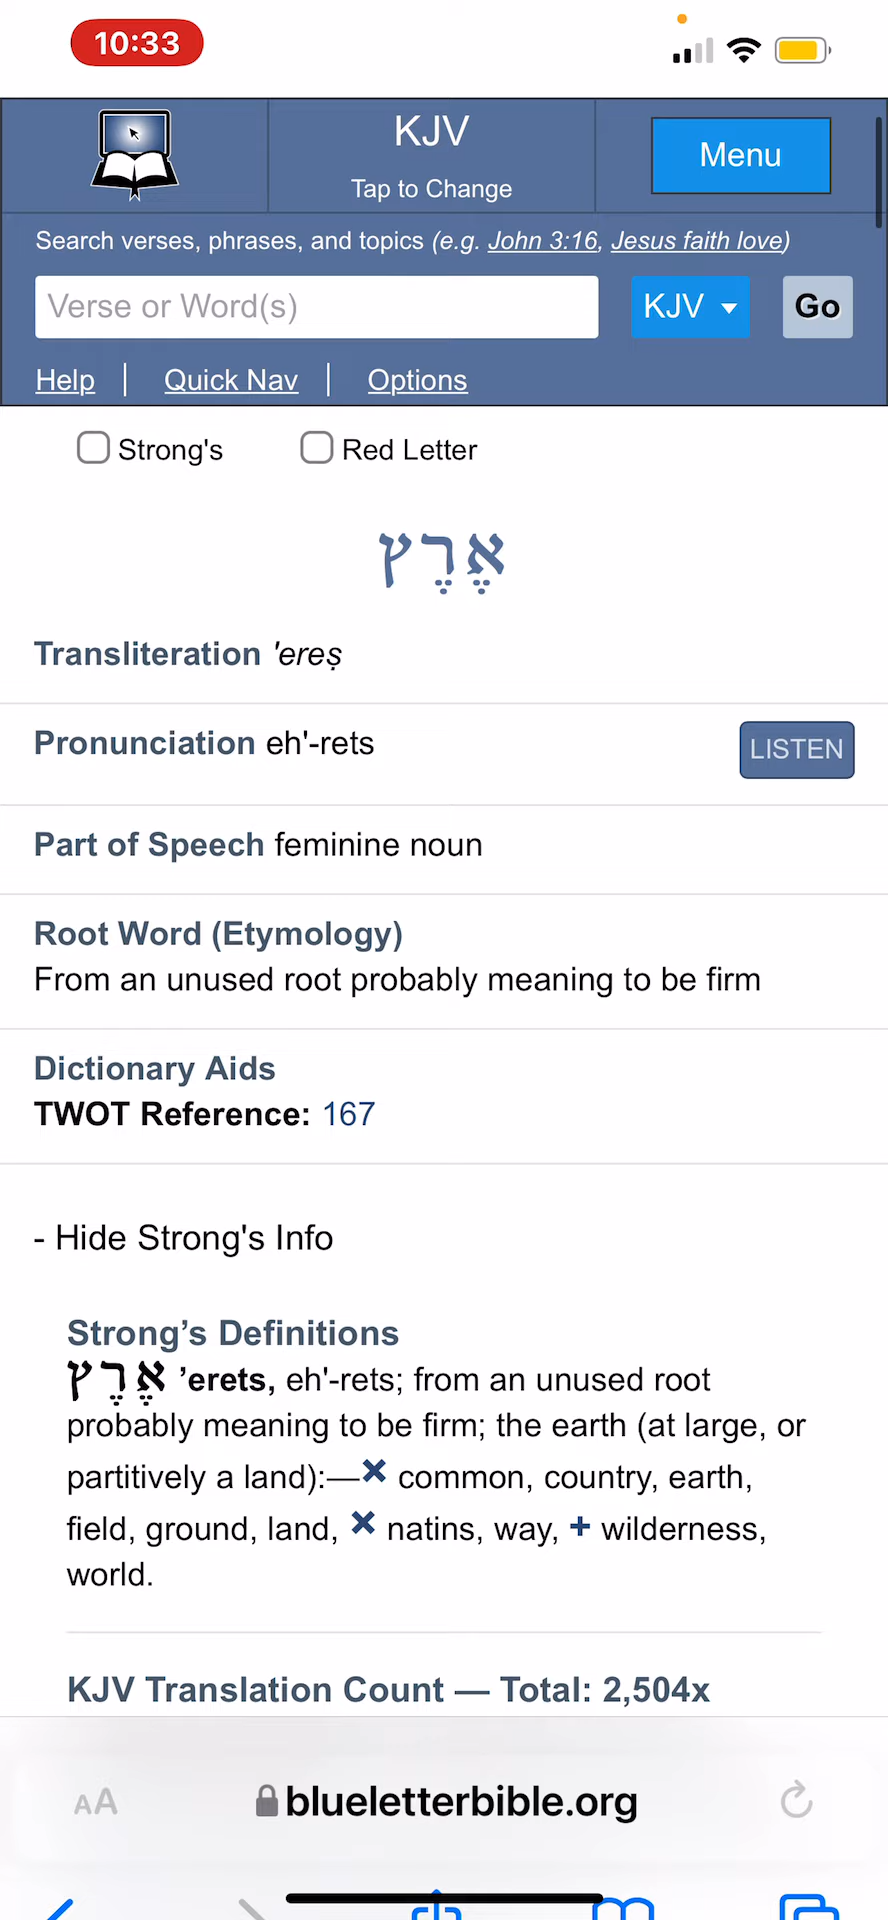 10:33
KJV
Tap to Change
Menu
Search verses, phrases, and topics (e.g. John 3:16, Jesus faith love)
Verse or Word(s)
KJV
Go
Help | Quick Nav | Options
Strong's Red Letter
אֶרֶץ
Transliteration 'ereṣ
Pronunciation eh'-rets
LISTEN
Part of Speech feminine noun
Root Word (Etymology)
From an unused root probably meaning to be firm
Dictionary Aids
TWOT Reference: 167
- Hide Strong's Info
Strong’s Definitions
אֶרֶץ ʼerets, eh'-rets; from an unused root
probably meaning to be firm; the earth (at large, or
partitively a land):—× common, country, earth,
field, ground, land, × natins, way, + wilderness,
world.
KJV Translation Count — Total: 2,504x
AA
blueletterbible.org